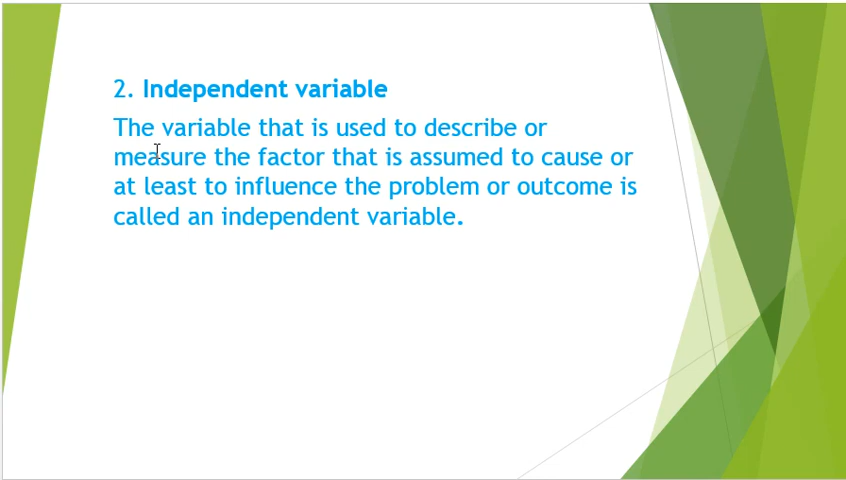 2. Independent variable
The variable that is used to describe or
measure the factor that is assumed to cause or
at least to influence the problem or outcome is
called an independent variable.